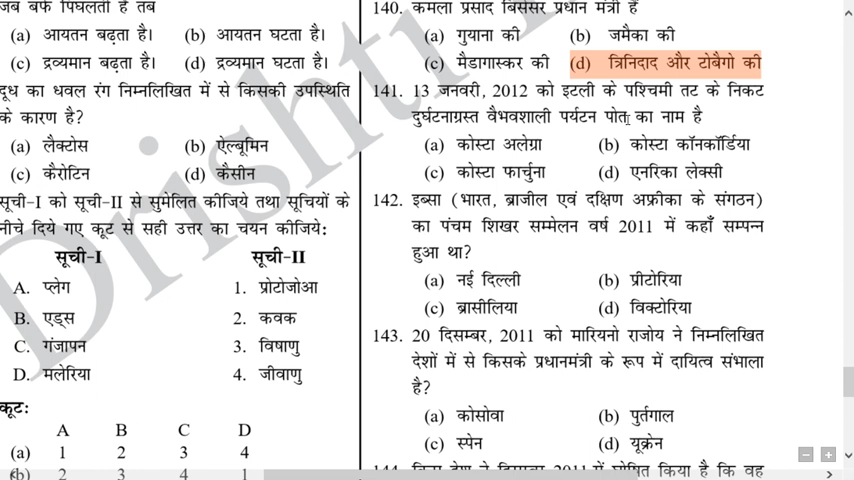 जब बर्फ पिघलती है तब
(a) आयतन बढ़ता है। (b) आयतन घटता है।
(c) द्रव्यमान बढ़ता है। (d) द्रव्यमान घटता है।
दूध का धवल रंग निम्नलिखित में से किसकी उपस्थिति
के कारण है?
(a) लैक्टोस (b) ऐल्बूमिन
(c) कैरोटिन (d) कैसीन
सूची-I को सूची-II से सुमेलित कीजिये तथा सूचियों के
नीचे दिये गए कूट से सही उत्तर का चयन कीजिये:
सूची-I सूची-II
A. प्लेग 1. प्रोटोजोआ
B. एड्स 2. कवक
C. गंजापन 3. विषाणु
D. मलेरिया 4. जीवाणु
कूट:
A B C D
(a) 1 2 3 4
(b) 2 3 4 1
140. कमला प्रसाद बिसेसर प्रधान मंत्री हैं
(a) गुयाना की (b) जमैका की
(c) मैडागास्कर की (d) त्रिनिदाद और टोबैगो की
141. 13 जनवरी, 2012 को इटली के पश्चिमी तट के निकट
दुर्घटनाग्रस्त वैभवशाली पर्यटन पोत का नाम है
(a) कोस्टा अलेग्रा (b) कोस्टा कॉनकॉर्डिया
(c) कोस्टा फार्चुना (d) एनरिका लेक्सी
142. इब्सा (भारत, ब्राजील एवं दक्षिण अफ्रीका के संगठन)
का पंचम शिखर सम्मेलन वर्ष 2011 में कहाँ सम्पन्न
हुआ था?
(a) नई दिल्ली (b) प्रीटोरिया
(c) ब्रासीलिया (d) विक्टोरिया
143. 20 दिसम्बर, 2011 को मारियनो राजोय ने निम्नलिखित
देशों में से किसके प्रधानमंत्री के रूप में दायित्व संभाला
है?
(a) कोसोवा (b) पुर्तगाल
(c) स्पेन (d) यूक्रेन
144. किस देश ने दिसम्बर 2011 में घोषित किया है कि वह
Drishti